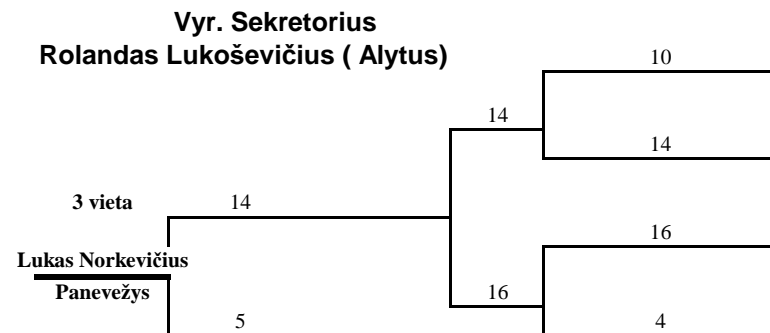 Vyr. Sekretorius
Rolandas Lukoševičius ( Alytus)
10
14
14
3 vieta
14
16
Lukas Norkevičius
Panevežys
16
5
4